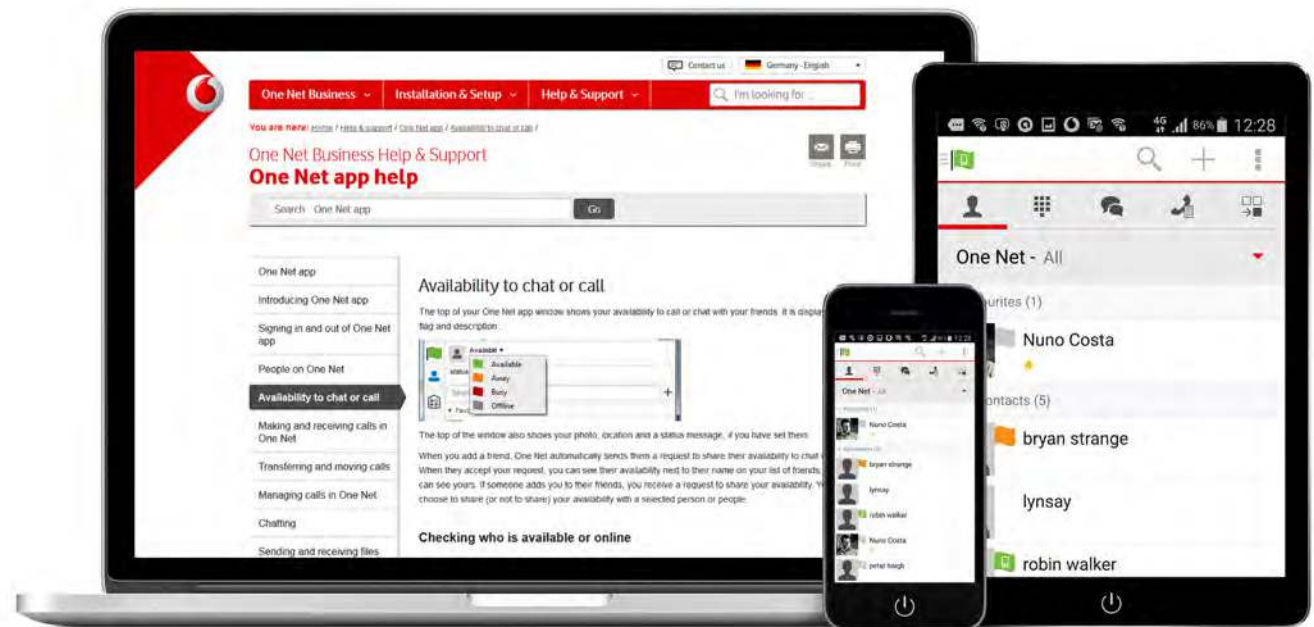 Contact us
Germany - English
One Net Business
Installation & Setup
Help & Support
I'm looking for ...
You are here: Home / Help & support / One Net app / Availability to chat or call /
One Net Business Help & Support
One Net app help
Print
Search One Net app
Go
One Net app
Introducing One Net app
Signing in and out of One Net
app
People on One Net
Availability to chat or call
Making and receiving calls in
One Net
Transferring and moving calls
Managing calls in One Net
Chatting
Sending and receiving files
Availability to chat or call
The top of your One Net app window shows your availability to call or chat with your friends. It is display
flag and description
Available
status
Available
Away
Busy
Offline
The top of the window also shows your photo, location and a status message, if you have set them
When you add a friend, One Net automatically sends them a request to share their availability to chat
When they accept your request, you can see their availability next to their name on your list of friends,
can see yours. If someone adds you to their friends, you receive a request to share your availability. Y
choose to share (or not to share) your availability with a selected person or people.
Checking who is available or online
12:28
One Net - All
Nuno Costa
bryan strange
lynsay
robin walker
Nuno Costa
peter haigh
4G 86% 12:28
One Net - All
urites (1)
Nuno Costa
ontacts (5)
bryan strange
lynsay
robin walker